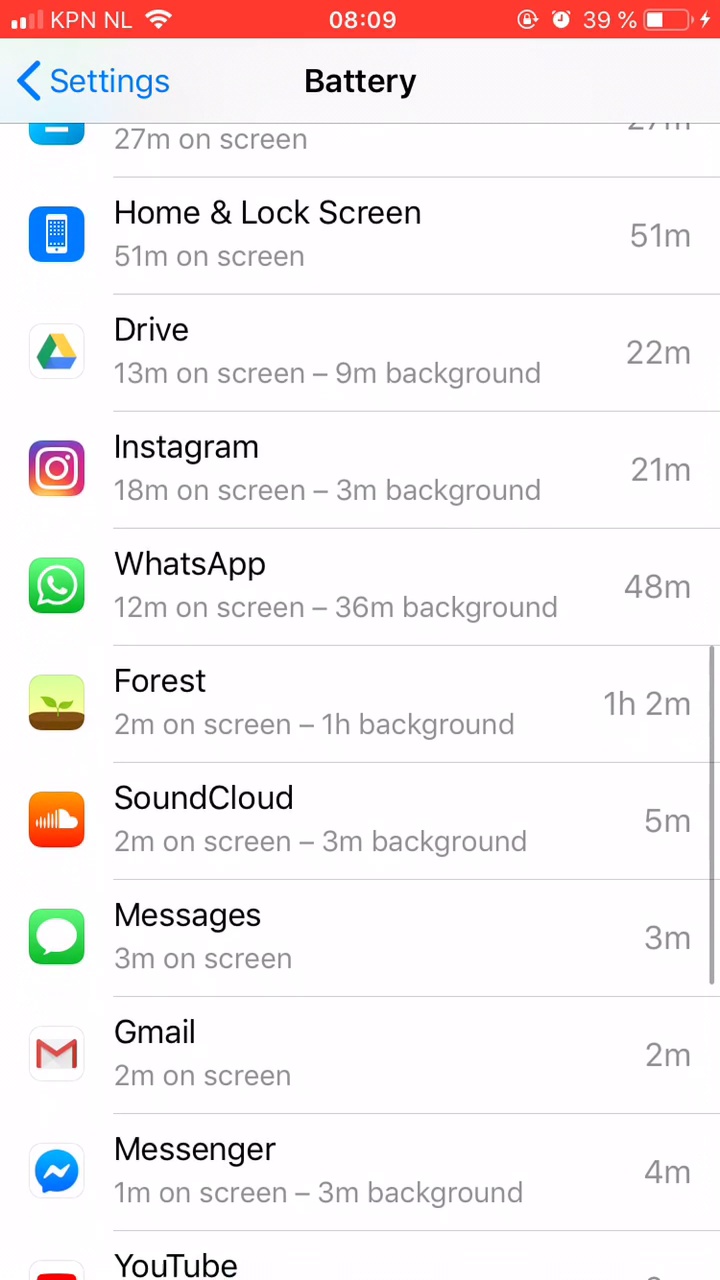 KPN NL 08:09 39 %
Settings Battery
27m on screen 27m
Home & Lock Screen
51m on screen 51m
Drive
13m on screen – 9m background 22m
Instagram
18m on screen – 3m background 21m
WhatsApp
12m on screen – 36m background 48m
Forest
2m on screen – 1h background 1h 2m
SoundCloud
2m on screen – 3m background 5m
Messages
3m on screen 3m
Gmail
2m on screen 2m
Messenger
1m on screen – 3m background 4m
YouTube